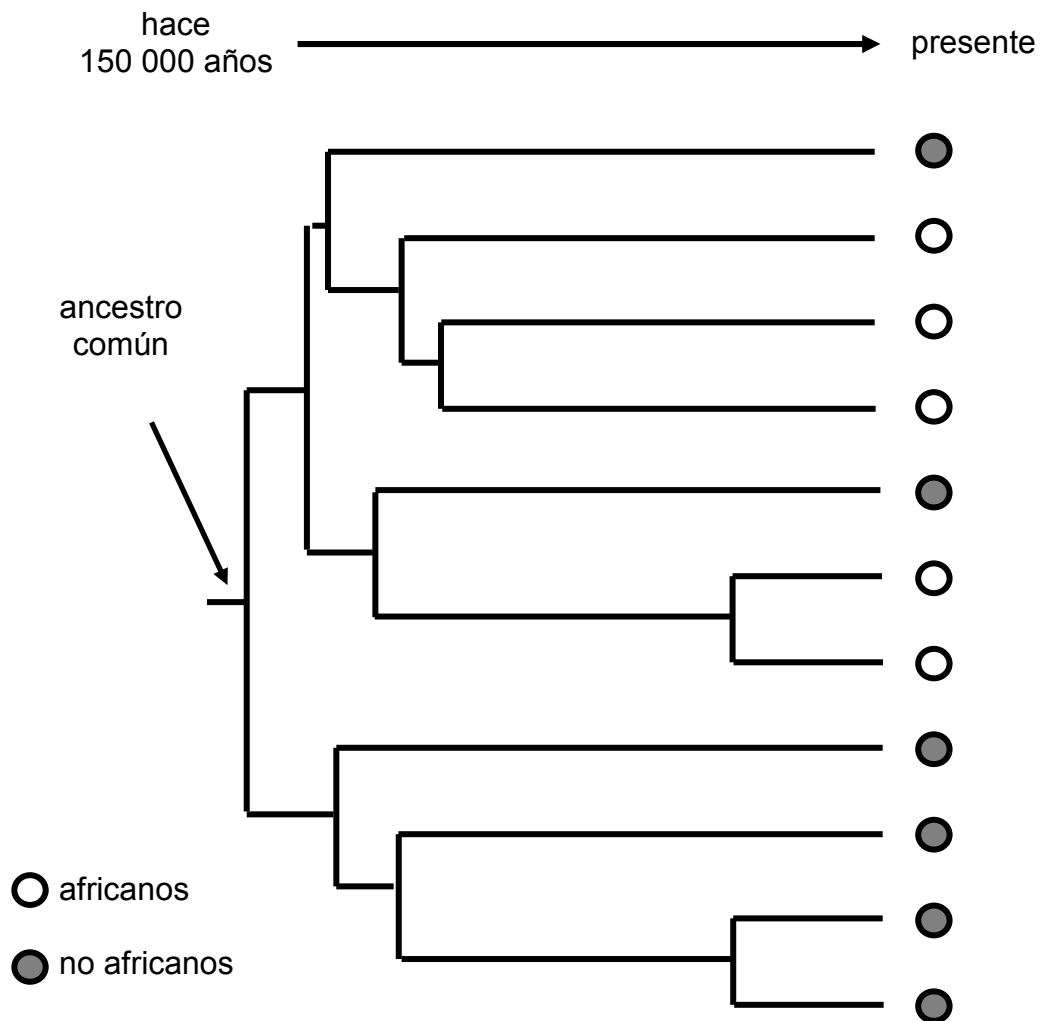 hace
150 000 años
presente
ancestro
común
africanos
no africanos